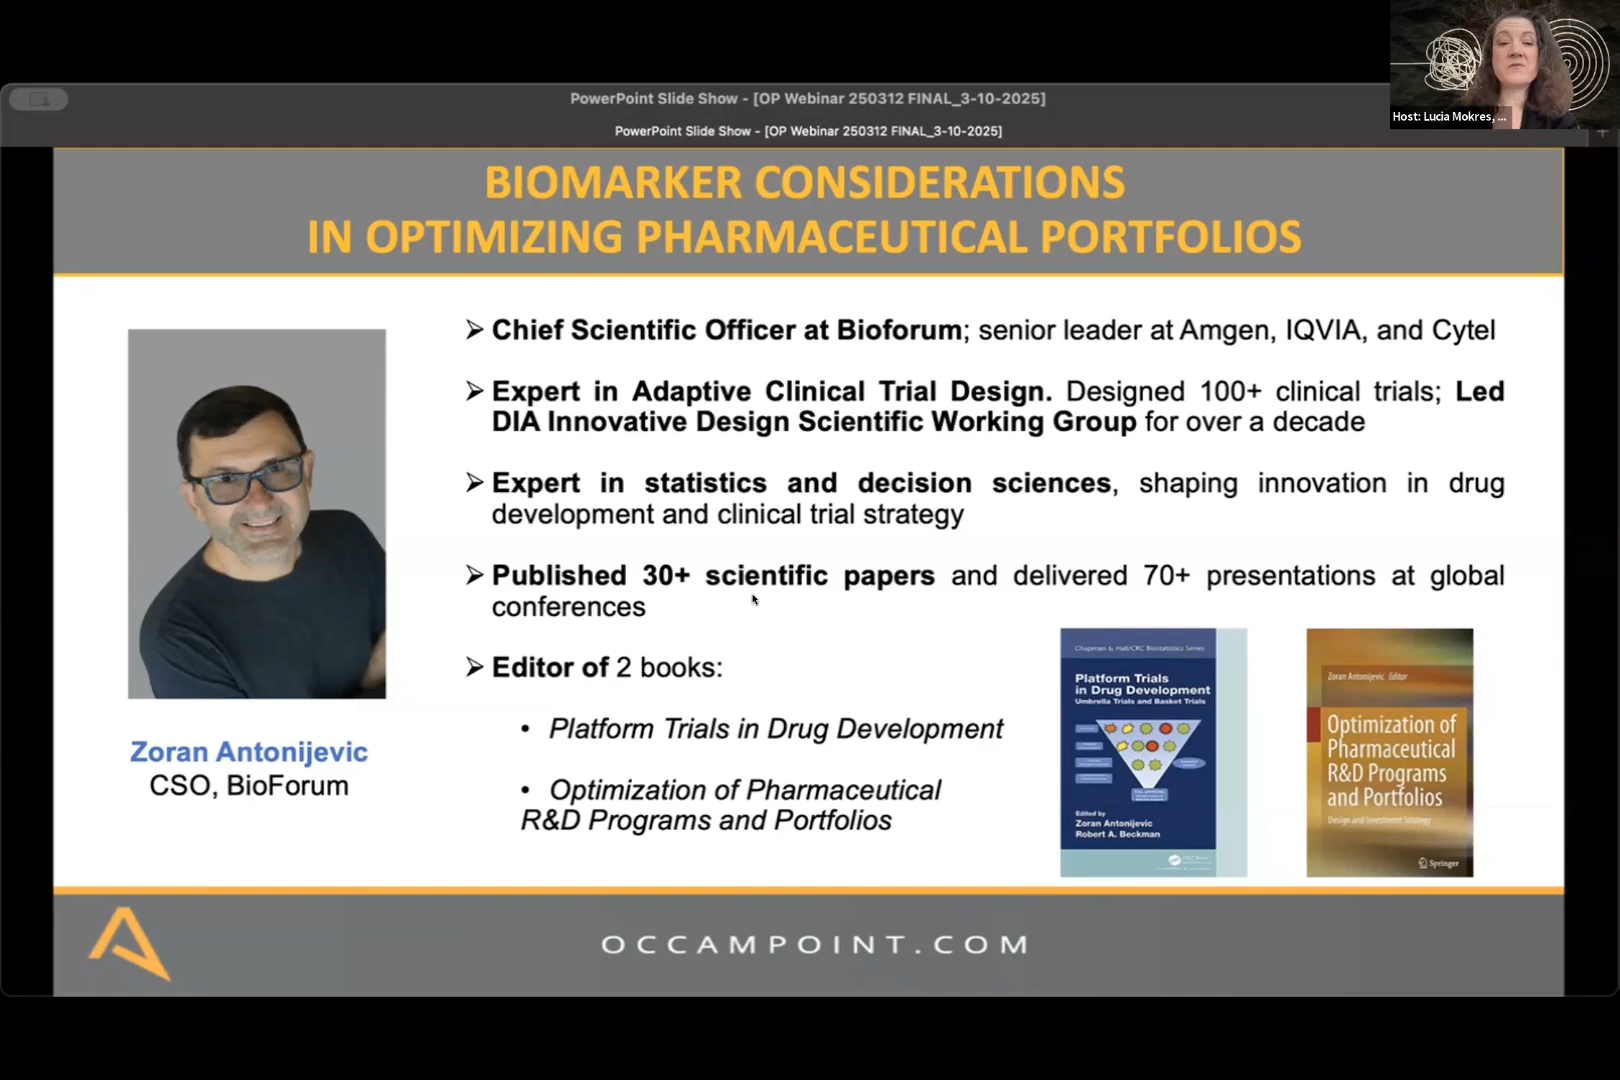 Host: Lucia Mokres, ...
PowerPoint Slide Show - [OP Webinar 250312 FINAL_3-10-2025]
PowerPoint Slide Show - [OP Webinar 250312 FINAL_3-10-2025]
BIOMARKER CONSIDERATIONS
IN OPTIMIZING PHARMACEUTICAL PORTFOLIOS
➢ Chief Scientific Officer at Bioforum; senior leader at Amgen, IQVIA, and Cytel
➢ Expert in Adaptive Clinical Trial Design. Designed 100+ clinical trials; Led
DIA Innovative Design Scientific Working Group for over a decade
➢ Expert in statistics and decision sciences, shaping innovation in drug
development and clinical trial strategy
➢ Published 30+ scientific papers and delivered 70+ presentations at global
conferences
➢ Editor of 2 books:
• Platform Trials in Drug Development
• Optimization of Pharmaceutical
R&D Programs and Portfolios
Zoran Antonijevic
CSO, BioForum
Chapman & Hall/CRC Biostatistics Series
Platform Trials
in Drug Development
Umbrella Trials and Basket Trials
Edited by
Zoran Antonijevic
Robert A. Beckman
Zoran Antonijevic Editor
Optimization of
Pharmaceutical
R&D Programs
and Portfolios
Design and Investment Strategy
Springer
OCCAMPOINT.COM